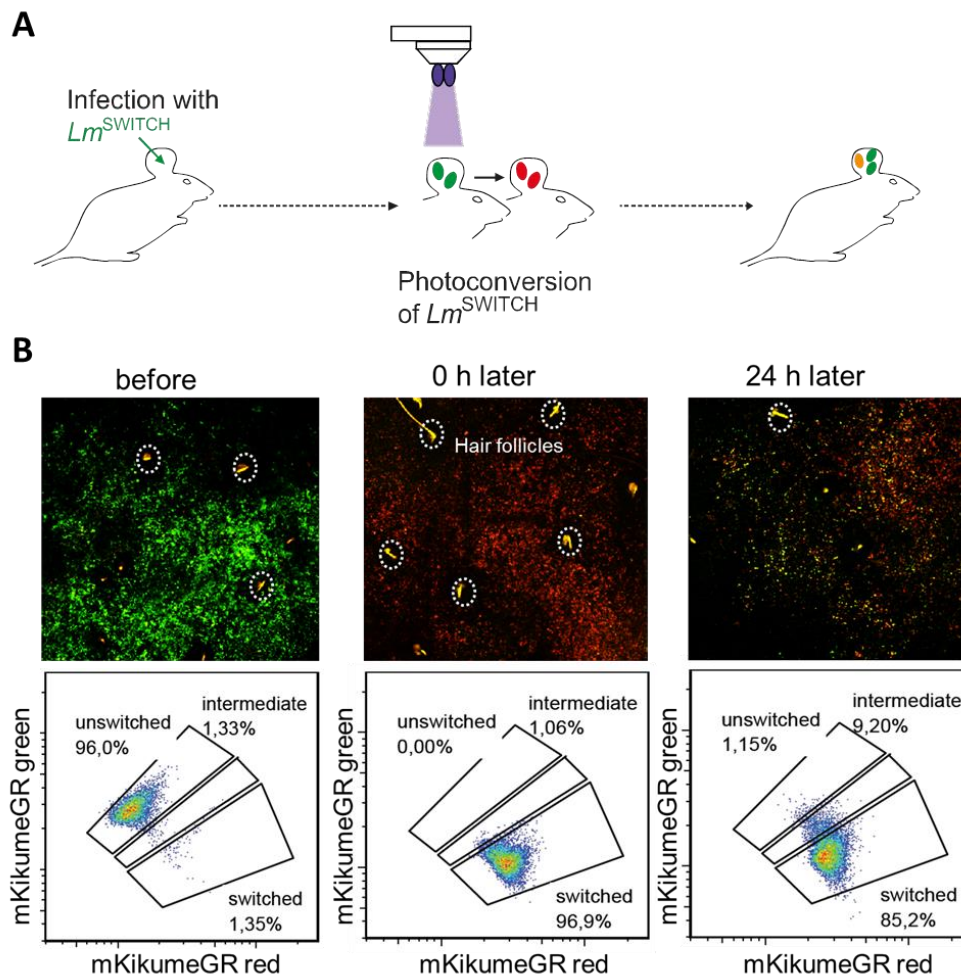 A
Infection with
LmSWITCH
Photoconversion
of LmSWITCH
B
before
0 h later
24 h later
Hair follicles
mKikumeGR green
unswitched
96,0%
intermediate
1,33%
switched
1,35%
mKikumeGR red
mKikumeGR green
unswitched
0,00%
intermediate
1,06%
switched
96,9%
mKikumeGR red
mKikumeGR green
unswitched
1,15%
intermediate
9,20%
switched
85,2%
mKikumeGR red